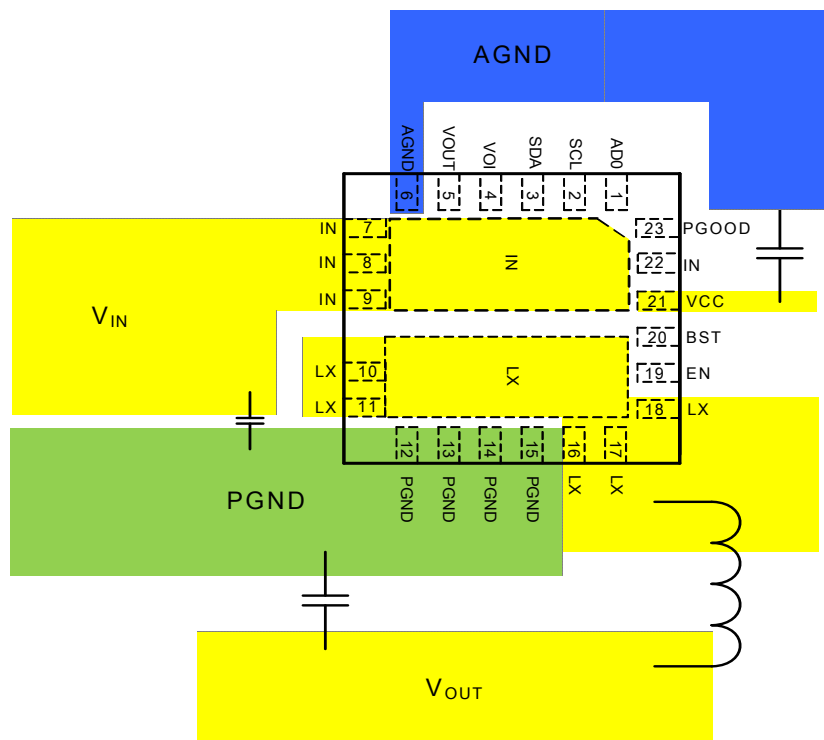 AGND
AGND
VOUT
VOI
SDA
SCL
AD0
6
5
4
3
2
1
IN 7
23 PGOOD
IN 8
IN
22 IN
IN 9
21 VCC
VIN
20 BST
LX 10
LX
19 EN
LX 11
18 LX
12
13
14
15
16
17
PGND
PGND
PGND
PGND
LX
LX
PGND
VOUT